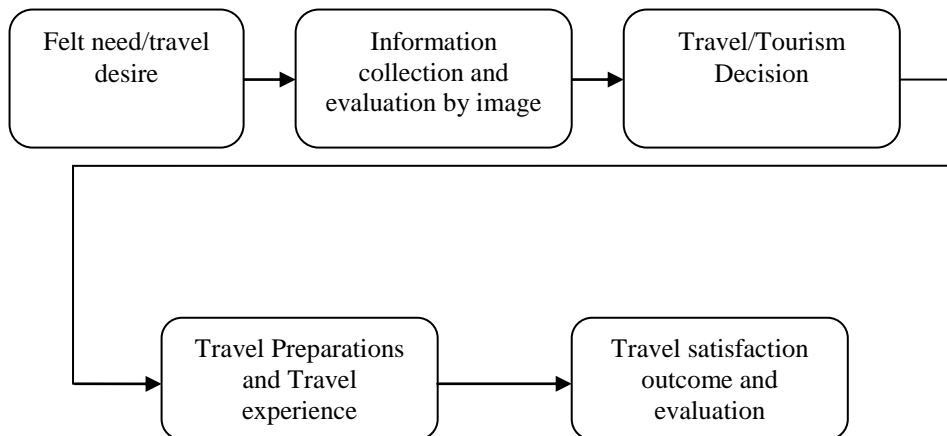 Felt need/travel
desire
Information
collection and
evaluation by image
Travel/Tourism
Decision
Travel Preparations
and Travel
experience
Travel satisfaction
outcome and
evaluation